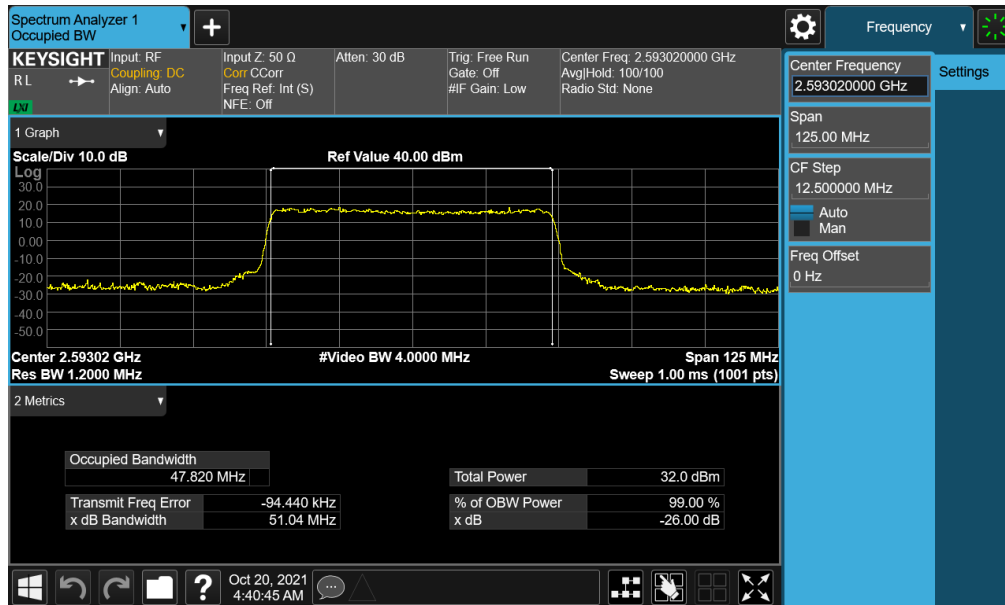 Spectrum Analyzer 1
Occupied BW
Frequency
KEYSIGHT
R L
LXI
Input: RF
Coupling: DC
Align: Auto
Input Z: 50 Ω
Corr CCorr
Freq Ref: Int (S)
NFE: Off
Atten: 30 dB
Trig: Free Run
Gate: Off
#IF Gain: Low
Center Freq: 2.593020000 GHz
Avg|Hold: 100/100
Radio Std: None
Center Frequency
2.593020000 GHz
Settings
Span
125.00 MHz
CF Step
12.500000 MHz
Auto
Man
Freq Offset
0 Hz
1 Graph
Scale/Div 10.0 dB
Ref Value 40.00 dBm
Log
30.0
20.0
10.0
0.00
-10.0
-20.0
-30.0
-40.0
-50.0
Center 2.59302 GHz
#Video BW 4.0000 MHz
Span 125 MHz
Res BW 1.2000 MHz
Sweep 1.00 ms (1001 pts)
2 Metrics
Occupied Bandwidth
47.820 MHz
Total Power 32.0 dBm
Transmit Freq Error -94.440 kHz
% of OBW Power 99.00 %
x dB Bandwidth 51.04 MHz
x dB -26.00 dB
?
Oct 20, 2021
4:40:45 AM